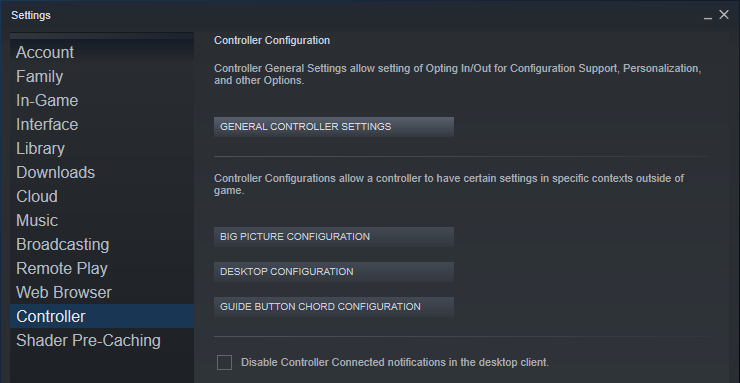 Settings
Account
Family
In-Game
Interface
Library
Downloads
Cloud
Music
Broadcasting
Remote Play
Web Browser
Controller
Shader Pre-Caching
Controller Configuration
Controller General Settings allow setting of Opting In/Out for Configuration Support, Personalization,
and other Options.
GENERAL CONTROLLER SETTINGS
Controller Configurations allow a controller to have certain settings in specific contexts outside of
game.
BIG PICTURE CONFIGURATION
DESKTOP CONFIGURATION
GUIDE BUTTON CHORD CONFIGURATION
Disable Controller Connected notifications in the desktop client.